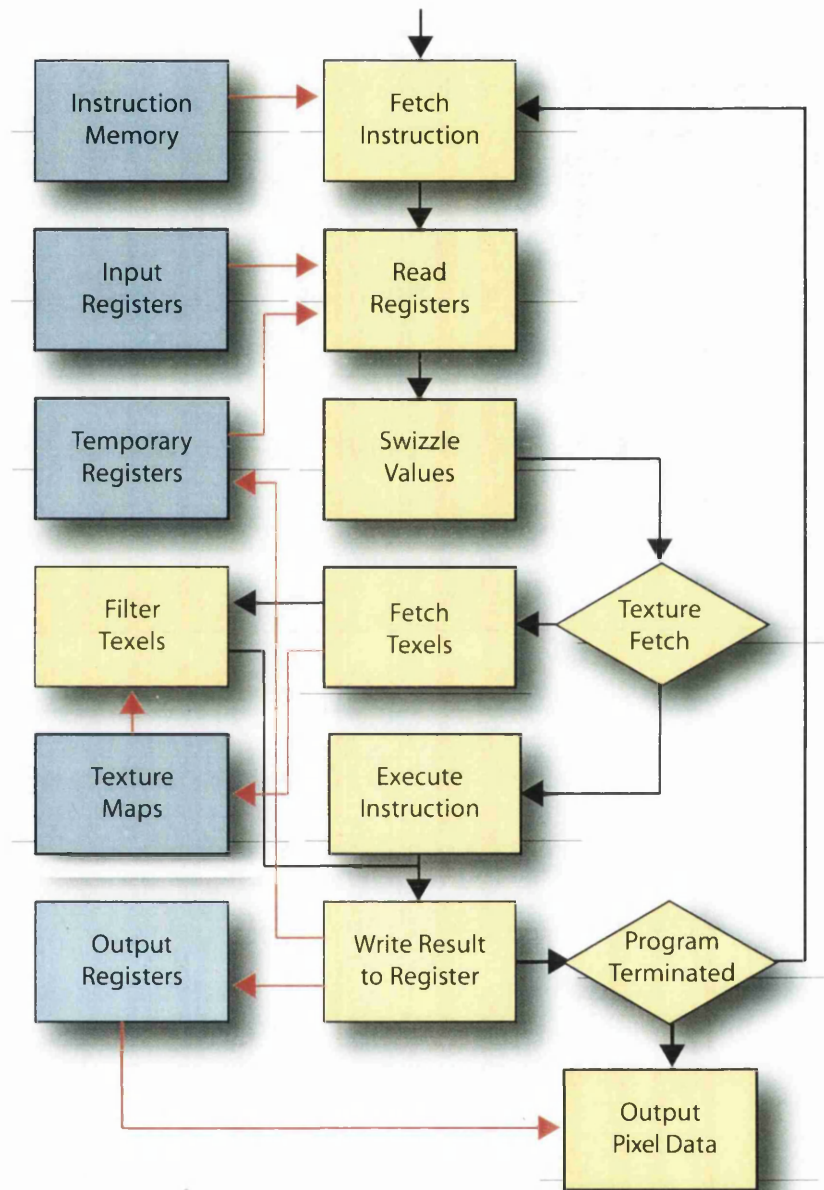 Instruction
Memory
Fetch
Instruction
Input
Registers
Read
Registers
Temporary
Registers
Swizzle
Values
Filter
Texels
Fetch
Texels
Texture
Fetch
Texture
Maps
Execute
Instruction
Output
Registers
Write Result
to Register
Program
Terminated
Output
Pixel Data